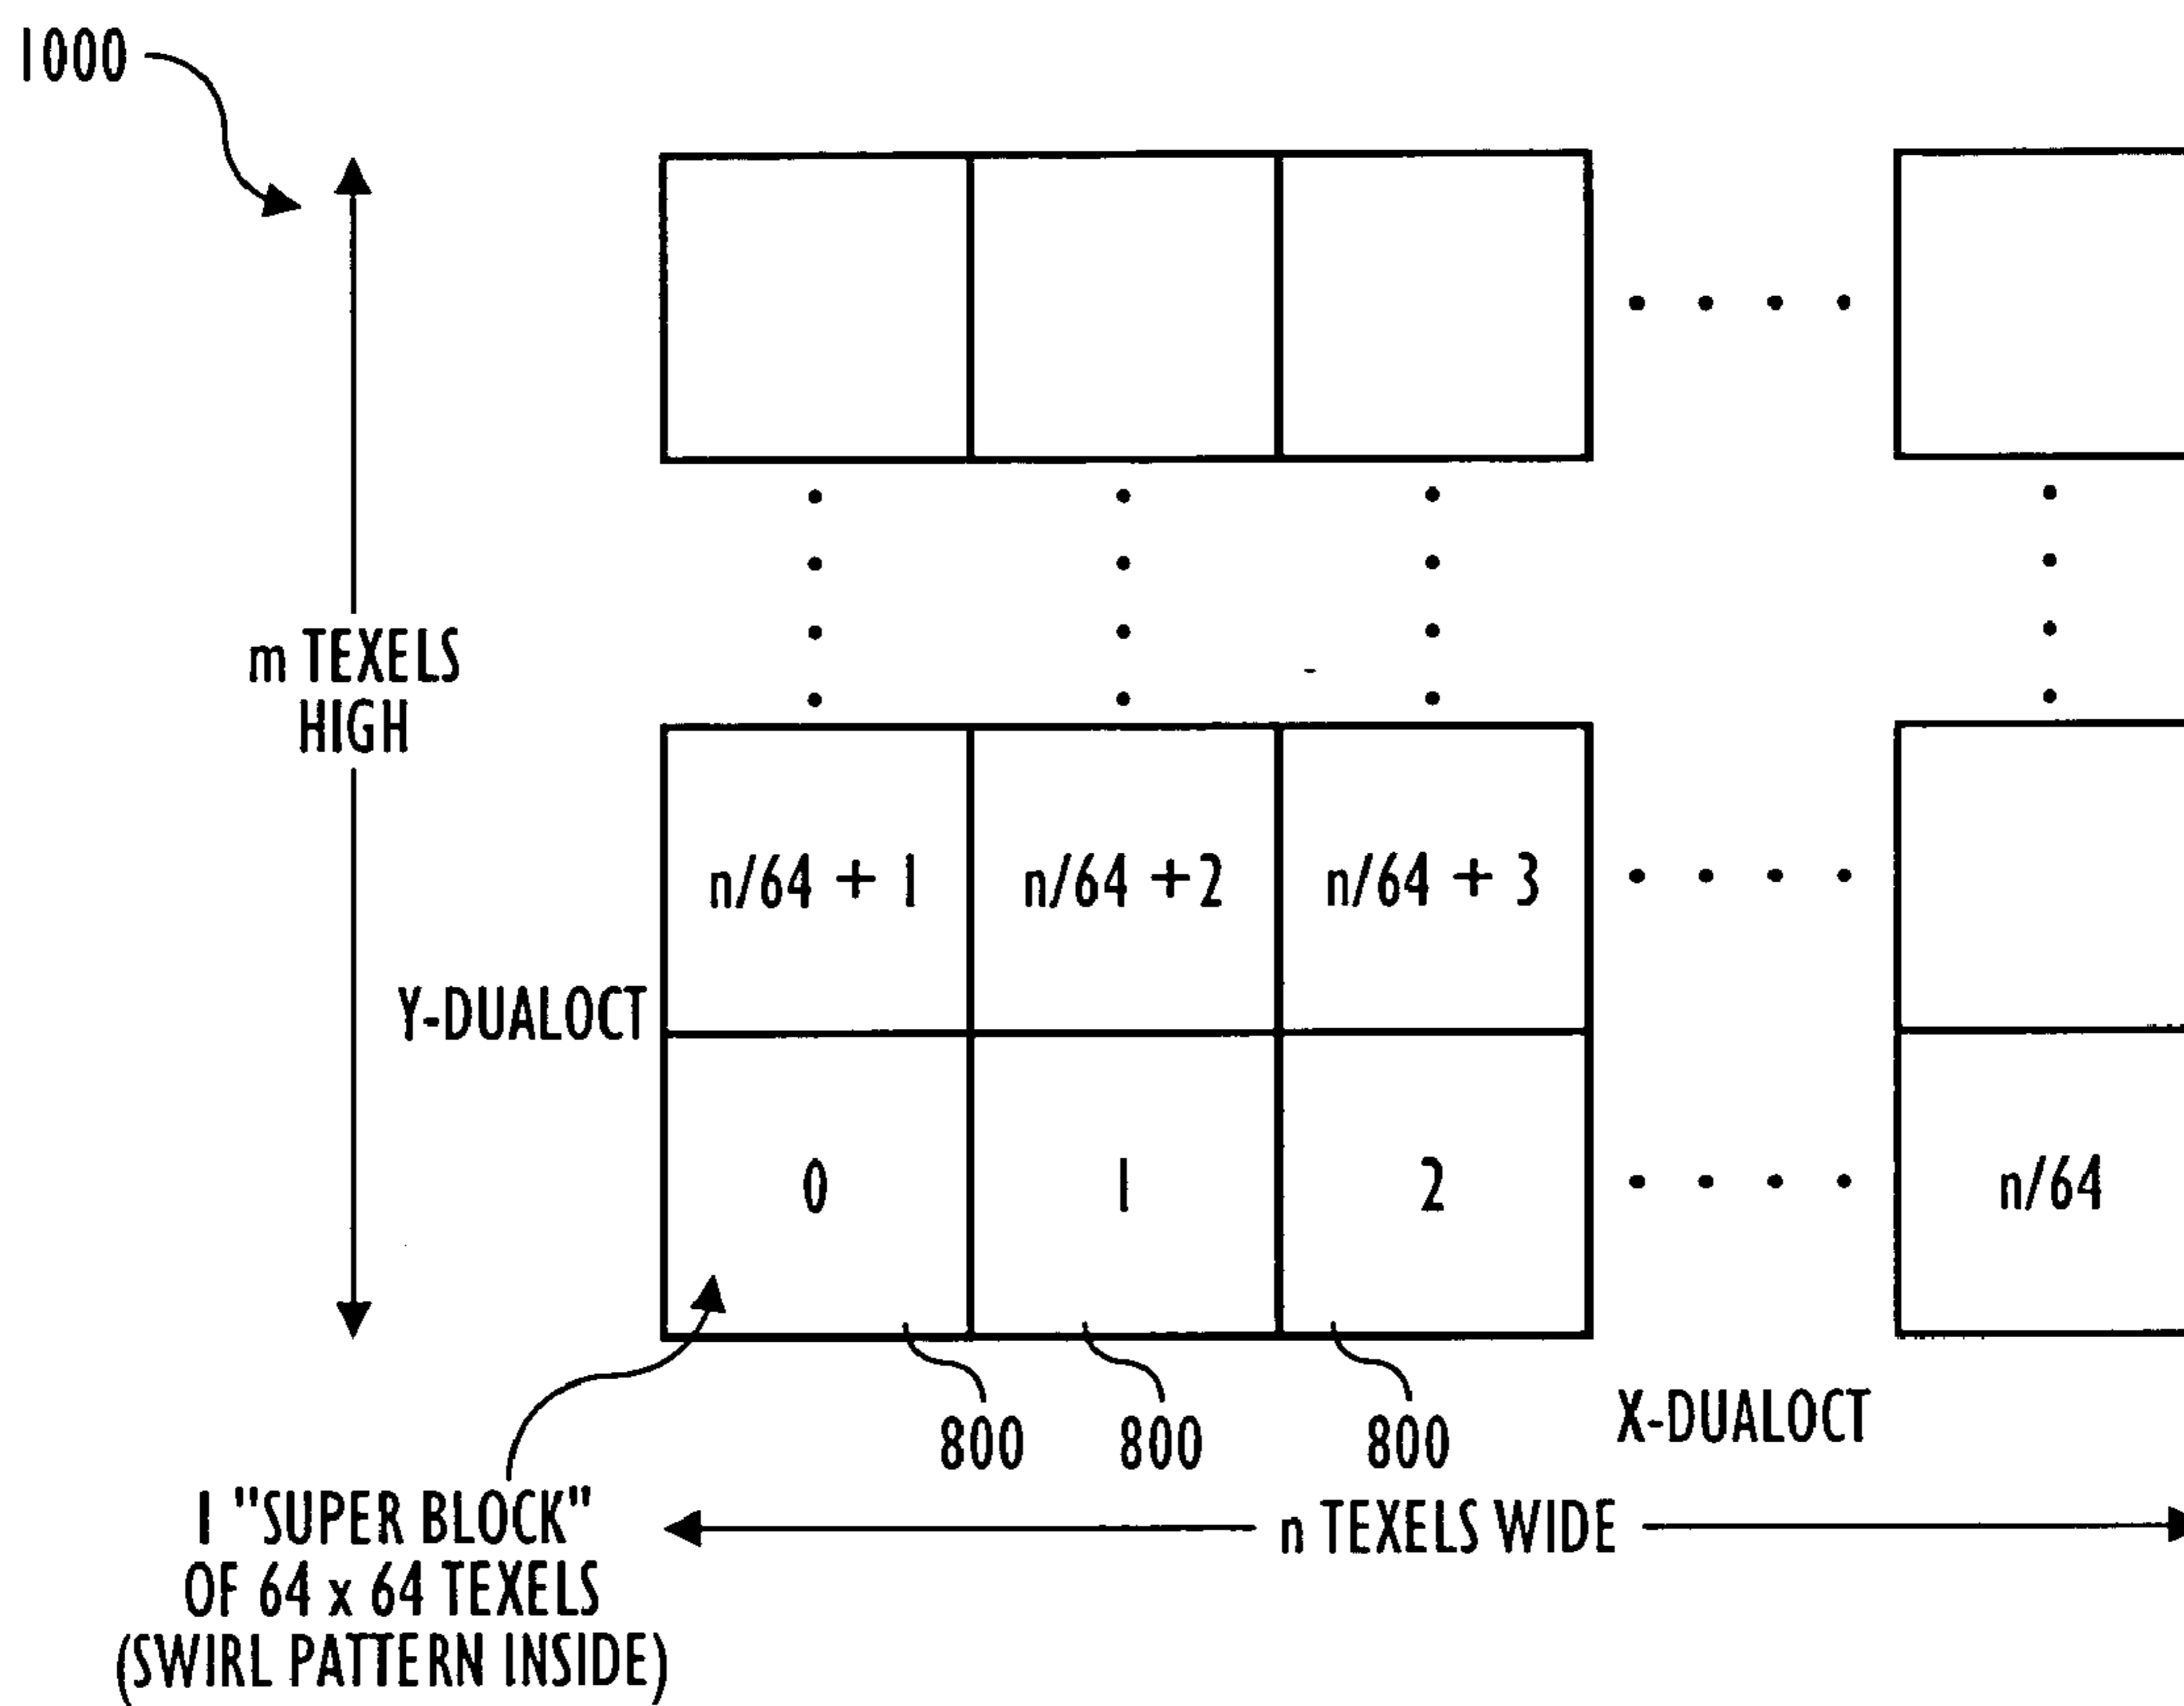 1000
m TEXELS
HIGH
n/64 + 1
n/64 +2
n/64 + 3
Y-DUALOCT
0
1
2
n/64
800
800
800
X-DUALOCT
1 "SUPER BLOCK"
OF 64 x 64 TEXELS
(SWIRL PATTERN INSIDE)
n TEXELS WIDE